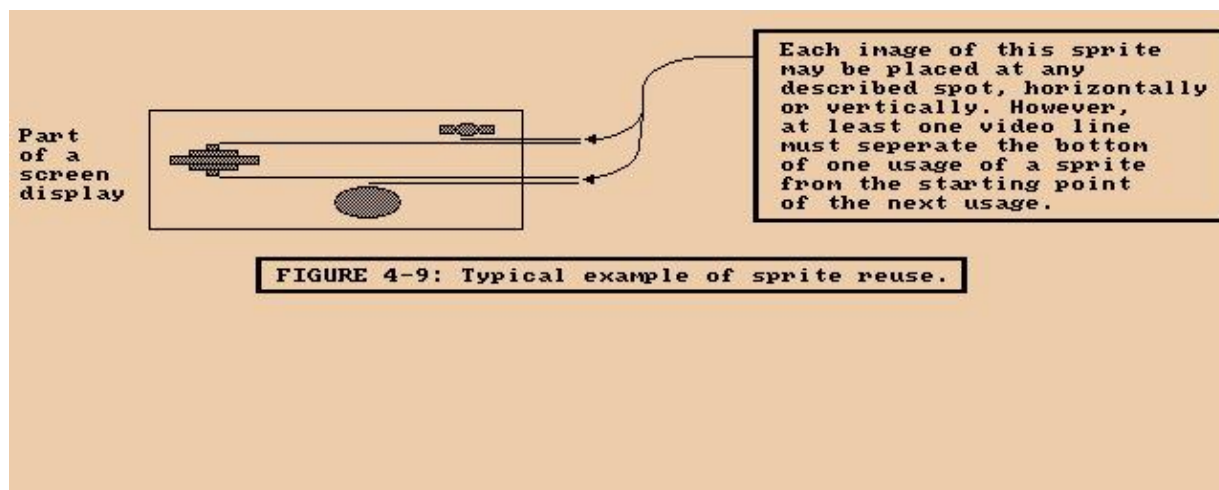 Part
of a
screen
display
Each image of this sprite
may be placed at any
described spot, horizontally
or vertically. However,
at least one video line
must seperate the bottom
of one usage of a sprite
from the starting point
of the next usage.
FIGURE 4-9: Typical example of sprite reuse.